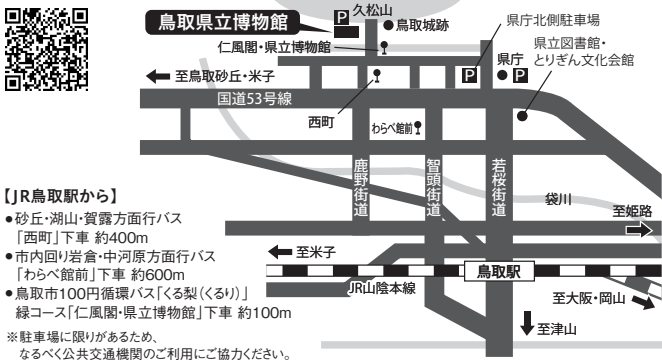 久松山
鳥取県立博物館
P
鳥取城跡
仁風閣・県立博物館
県庁北側駐車場
県立図書館・
とりぎん文化会館
県庁
P
P
至鳥取砂丘・米子
国道53号線
西町
わらべ館前
鹿野街道
智頭街道
若桜街道
袋川
至姫路
【JR鳥取駅から】
●砂丘・湖山・賀露方面行バス
「西町」下車 約400m
●市内回り岩倉・中河原方面行バス
「わらべ館前」下車 約600m
●鳥取市100円循環バス「くる梨(くるり)」
緑コース「仁風閣・県立博物館」下車 約100m
※駐車場に限りがあるため、
なるべく公共交通機関のご利用にご協力ください。
至米子
鳥取駅
JR山陰本線
至大阪・岡山
至津山